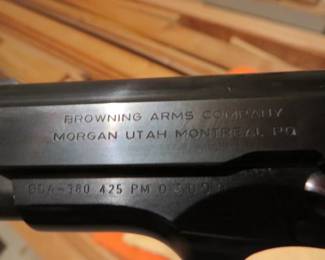 BROWNING ARMS COMPANY
MORGAN UTAH MONTREAL PQ
BDA-380 425 PM